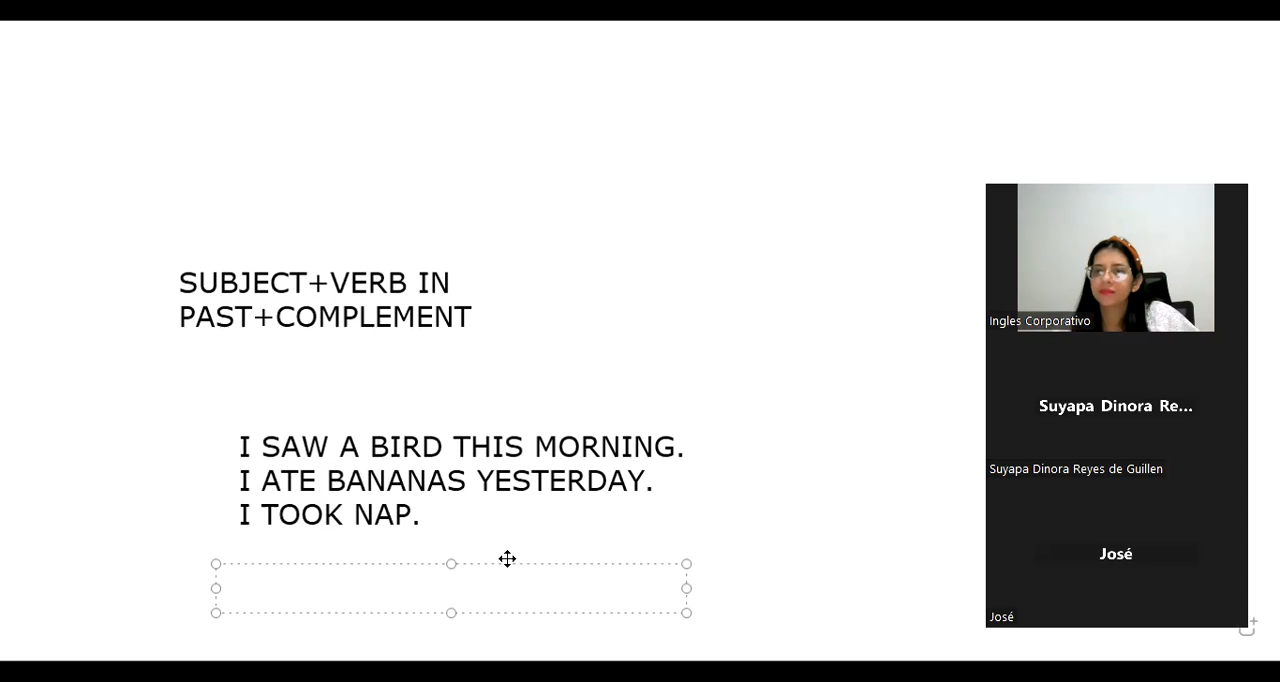 SUBJECT+VERB IN
PAST+COMPLEMENT
I SAW A BIRD THIS MORNING.
I ATE BANANAS YESTERDAY.
I TOOK NAP.
Ingles Corporativo
Suyapa Dinora Re...
Suyapa Dinora Reyes de Guillen
José
José